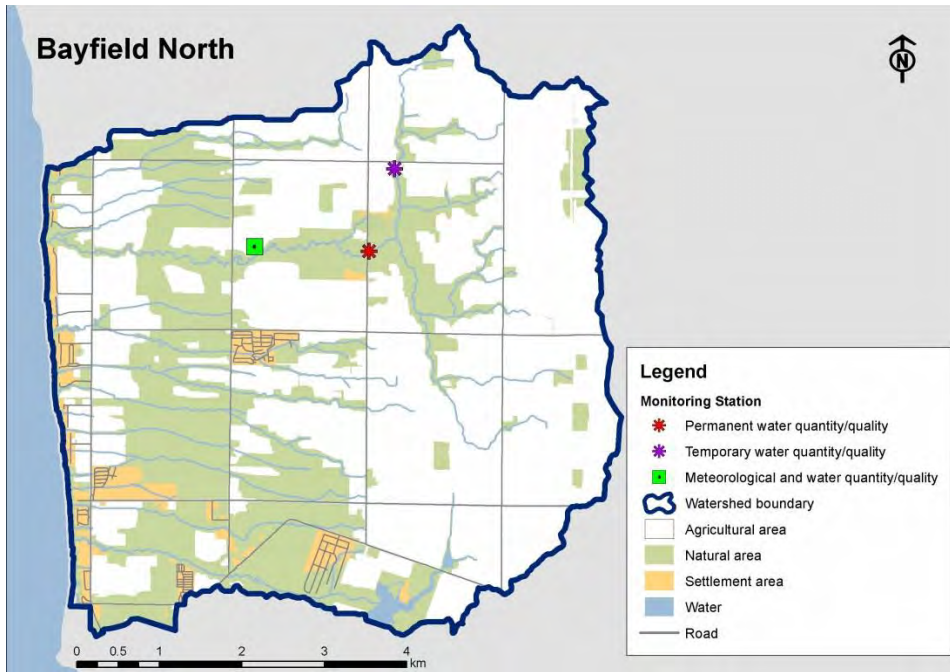 Bayfield North
N
Legend
Monitoring Station
Permanent water quantity/quality
Temporary water quantity/quality
Meteorological and water quantity/quality
Watershed boundary
Agricultural area
Natural area
Settlement area
Water
Road
0 0.5 1 2 3 4
km